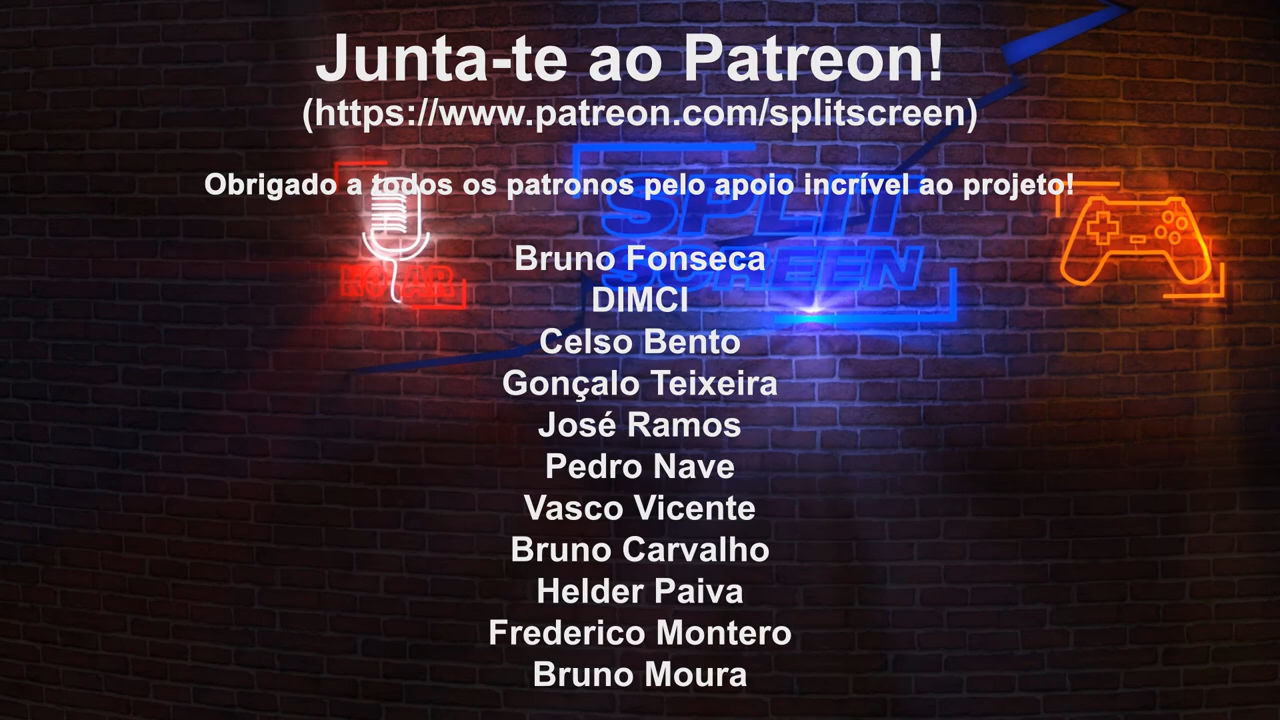 Junta-te ao Patreon!
(https://www.patreon.com/splitscreen)
Obrigado a todos os patronos pelo apoio incrível ao projeto!
SPLIT
SCREEN
Bruno Fonseca
DIMCI
Celso Bento
Gonçalo Teixeira
José Ramos
Pedro Nave
Vasco Vicente
Bruno Carvalho
Helder Paiva
Frederico Montero
Bruno Moura